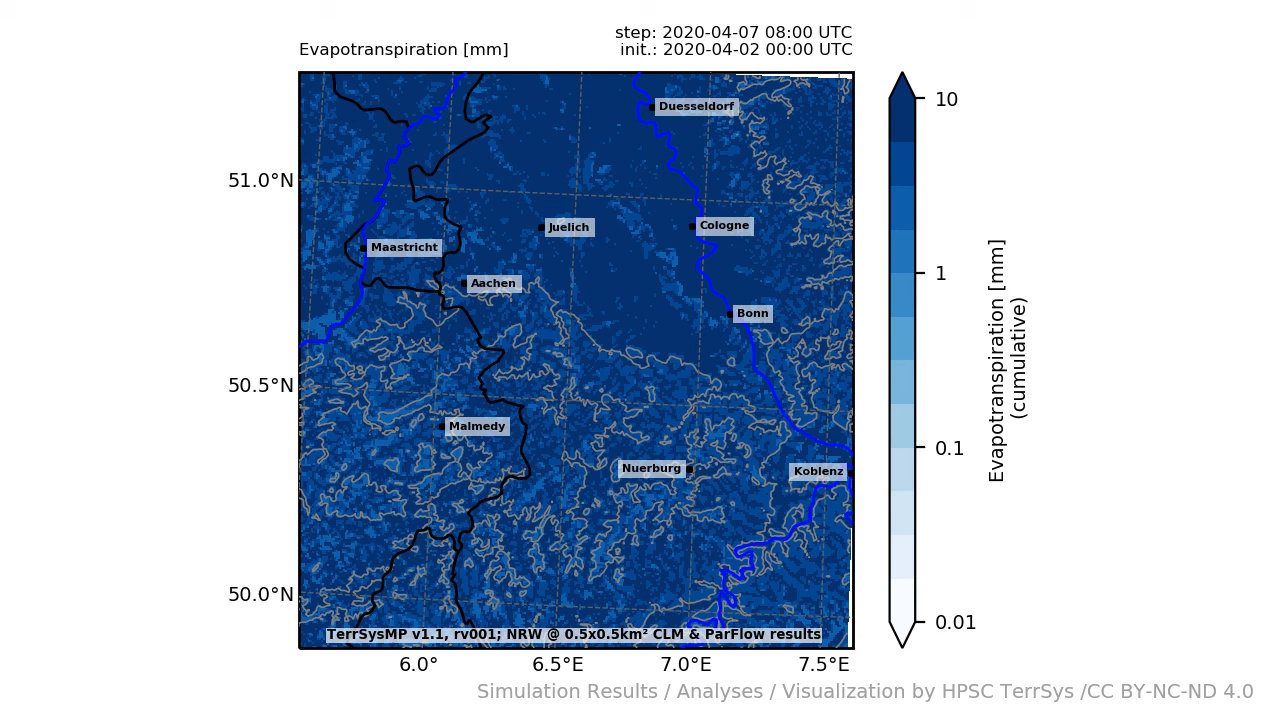 step: 2020-04-07 08:00 UTC
Evapotranspiration [mm]
init.: 2020-04-02 00:00 UTC
10
Duesseldorf
51.0°N
Juelich
Cologne
Maastricht
Aachen
1
Bonn
Evapotranspiration [mm]
(cumulative)
50.5°N
Malmedy
Nuerburg
Koblenz
0.1
50.0°N
0.01
TerrSysMP v1.1, rv001; NRW @ 0.5x0.5km² CLM & ParFlow results
6.0°
6.5°E
7.0°E
7.5°E
Simulation Results / Analyses / Visualization by HPSC TerrSys /CC BY-NC-ND 4.0